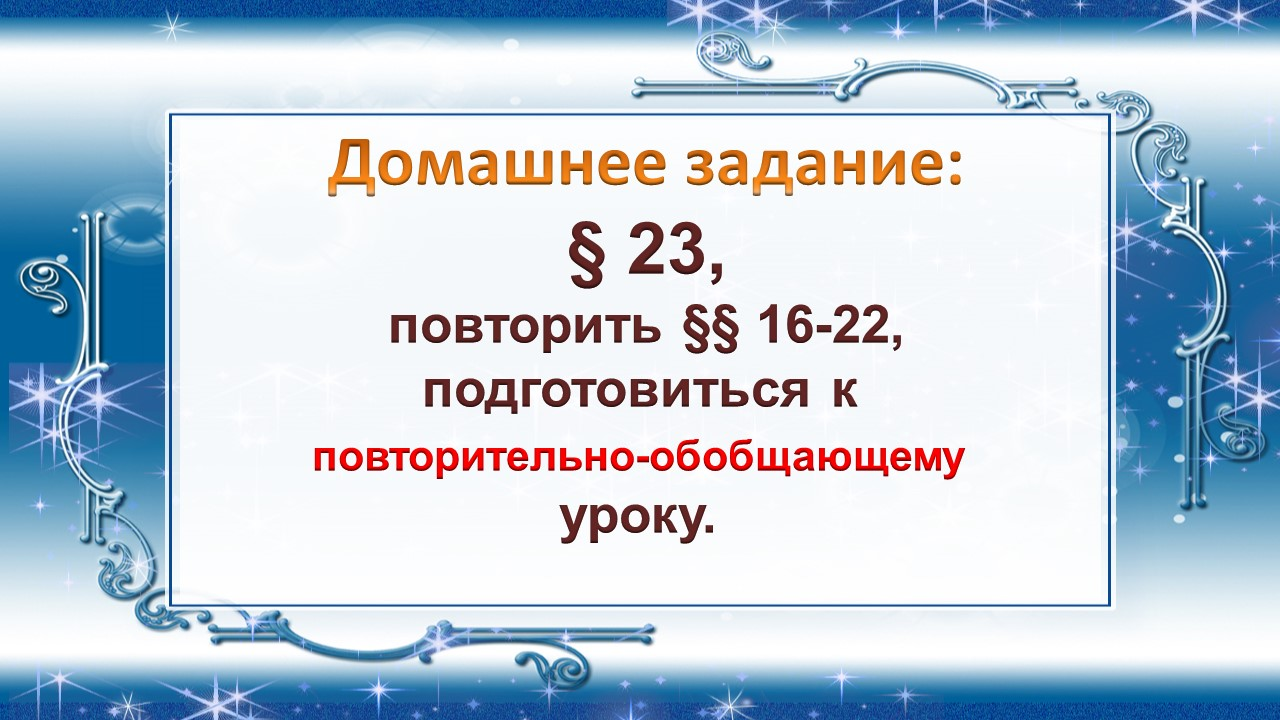 Домашнее задание:
§ 23,
повторить §§ 16-22,
подготовиться к
повторительно-обобщающему
уроку.